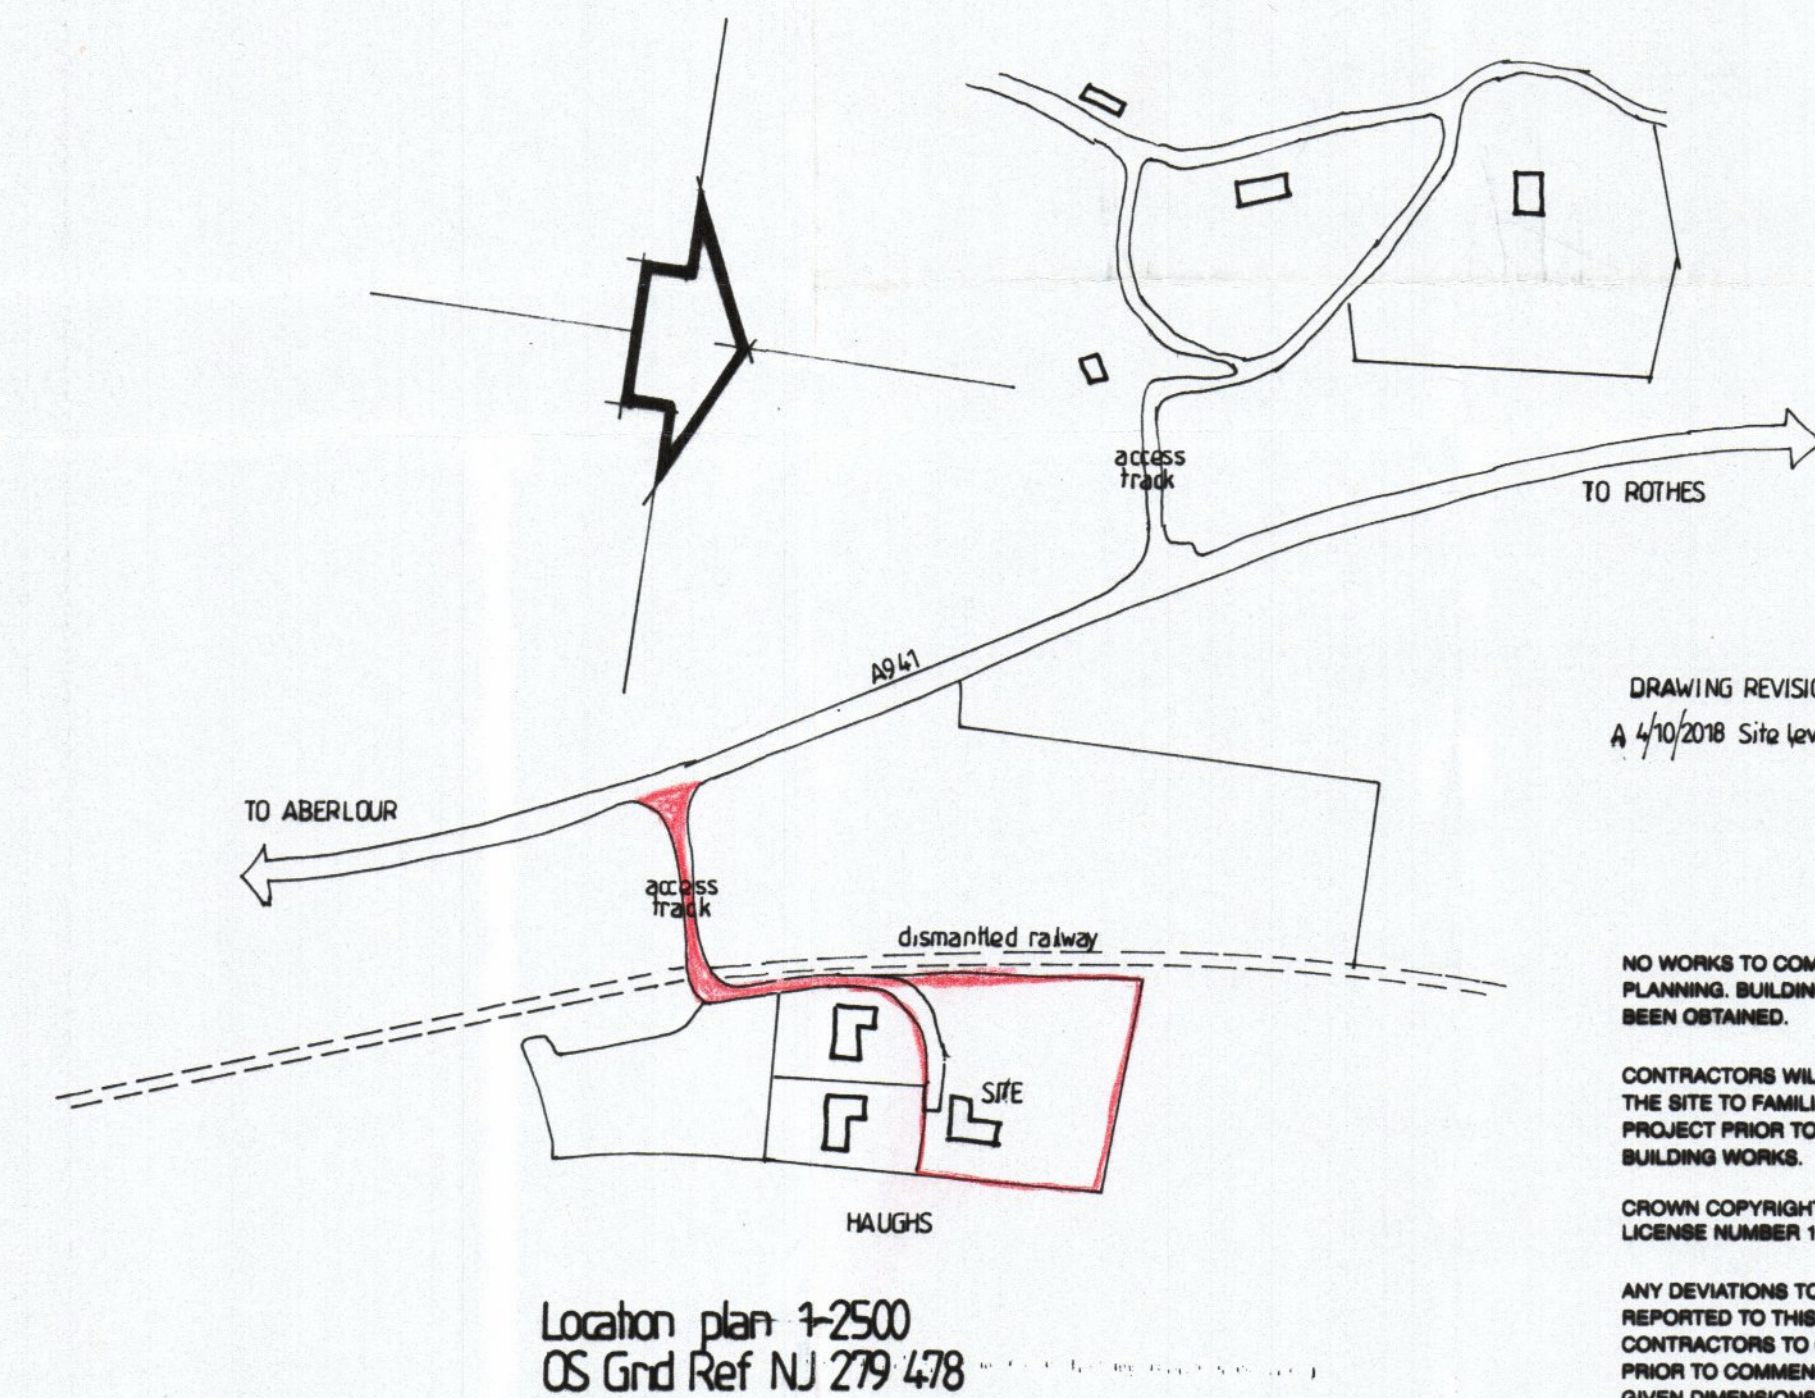 access
track
TO ROTHES
A941
DRAWING REVISIO
A 4/10/2018 Site lev
TO ABERLOUR
access
track
dismantled railway
NO WORKS TO COM
PLANNING. BUILDIN
BEEN OBTAINED.
SITE
CONTRACTORS WIL
THE SITE TO FAMILI
PROJECT PRIOR TO
BUILDING WORKS.
HAUGHS
CROWN COPYRIGHT
LICENSE NUMBER 1
Location plan 1-2500
OS Grid Ref NJ 279 478
ANY DEVIATIONS TO
REPORTED TO THIS
CONTRACTORS TO
PRIOR TO COMMEN
GIVEN DIMENSIONS